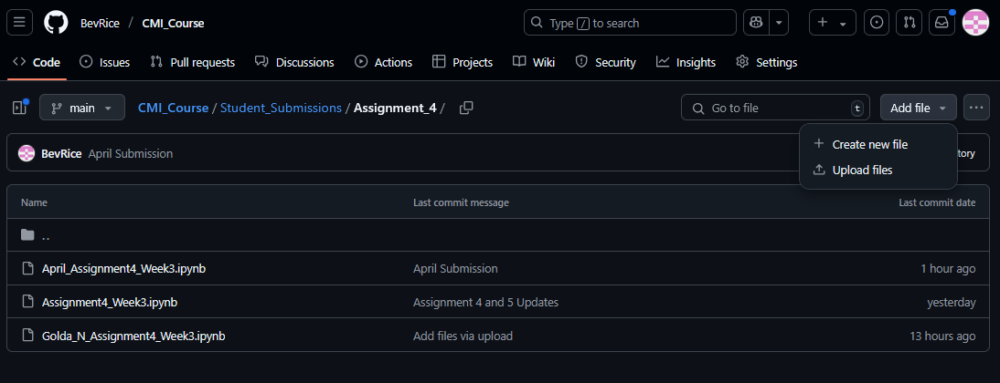 BevRice / CMI_Course Type / to search
Code Issues Pull requests Discussions Actions Projects Wiki Security Insights Settings
main CMI_Course / Student_Submissions / Assignment_4 / Go to file t Add file
Create new file
Upload files
BevRice April Submission tory
Name Last commit message Last commit date
..
April_Assignment4_Week3.ipynb April Submission 1 hour ago
Assignment4_Week3.ipynb Assignment 4 and 5 Updates yesterday
Golda_N_Assignment4_Week3.ipynb Add files via upload 13 hours ago